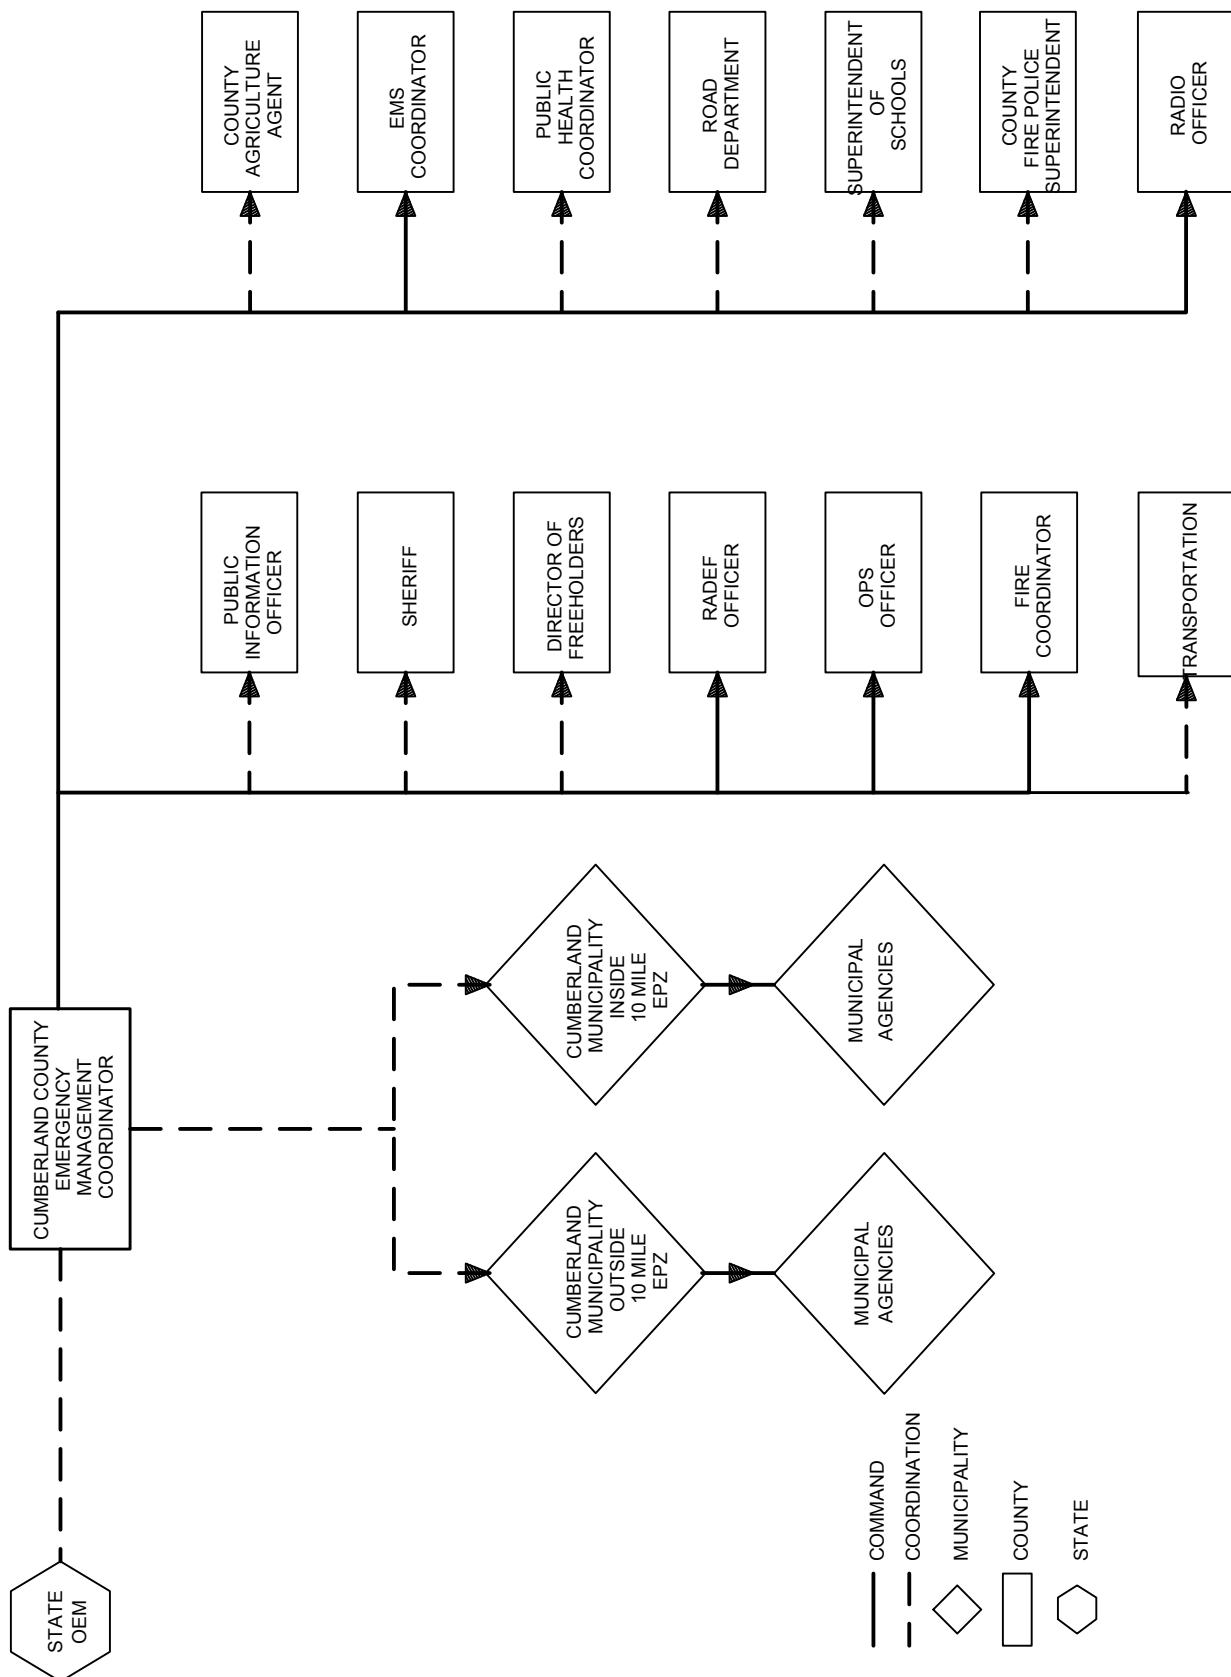 STATE
OEM
CUMBERLAND COUNTY
EMERGENCY
MANAGEMENT
COORDINATOR
CUMBERLAND
MUNICIPALITY
OUTSIDE
10 MILE
EPZ
MUNICIPAL
AGENCIES
CUMBERLAND
MUNICIPALITY
INSIDE
10 MILE
EPZ
MUNICIPAL
AGENCIES
PUBLIC
INFORMATION
OFFICER
SHERIFF
DIRECTOR OF
FREEHOLDERS
RADEF
OFFICER
OPS
OFFICER
FIRE
COORDINATOR
TRANSPORTATION
COUNTY
AGRICULTURE
AGENT
EMS
COORDINATOR
PUBLIC
HEALTH
COORDINATOR
ROAD
DEPARTMENT
SUPERINTENDENT
OF
SCHOOLS
COUNTY
FIRE POLICE
SUPERINTENDENT
RADIO
OFFICER
COMMAND
COORDINATION
MUNICIPALITY
COUNTY
STATE